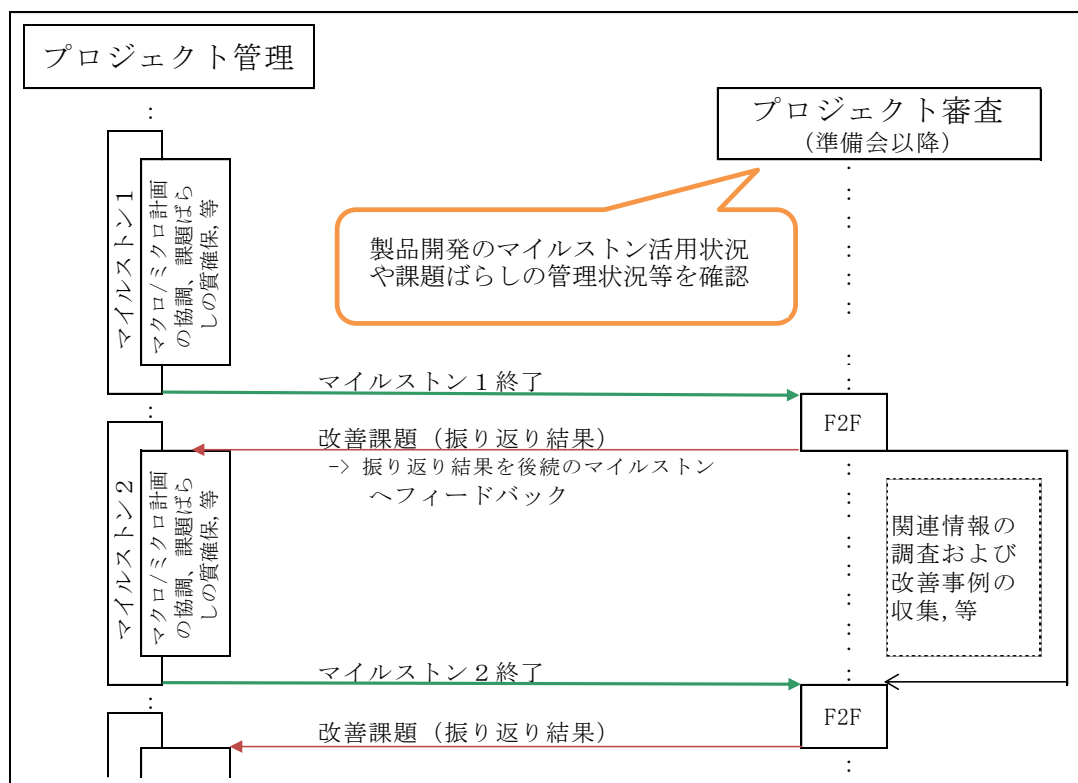 プロジェクト管理
プロジェクト審査
(準備会以降)
マイルストン1
マクロ/ミクロ計画
の協調、課題ばら
しの質確保,等
製品開発のマイルストン活用状況
や課題ばらしの管理状況等を確認
マイルストン１終了
F2F
改善課題（振り返り結果）
-> 振り返り結果を後続のマイルストン
へフィードバック
マイルストン2
マクロ/ミクロ計画
の協調、課題ばら
しの質確保,等
関連情報の
調査および
改善事例の
収集,等
マイルストン２終了
F2F
改善課題（振り返り結果）